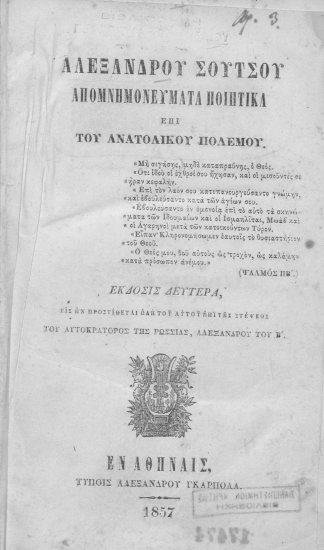 ΑΛΕΞΑΝΔΡΟΥ ΣΟΥΤΣΟΥ
ΑΠΟΜΝΗΜΟΝΕΥΜΑΤΑ ΠΟΙΗΤΙΚΑ
ΕΠΙ
ΤΟΥ ΑΝΑΤΟΛΙΚΟΥ ΠΟΛΕΜΟΥ.
«Μὴ σιγήσῃς, μηδὲ καταπραΰνῃς, ὁ Θεός.
«Ὅτι ἰδοὺ οἱ ἐχθροί σου ἤχησαν, καὶ οἱ μισοῦντές σε
«ἦραν κεφαλήν.
«Ἐπὶ τὸν λαόν σου κατεπανουργεύσαντο γνώμην,
«καὶ ἐβουλεύσαντο κατὰ τῶν ἁγίων σου.
«Ἐβουλεύσαντο ἐν ὁμονοίᾳ ἐπὶ τὸ αὐτὸ τὰ σκηνώ-
«ματα τῶν Ἰδουμαίων καὶ οἱ Ἰσμαηλῖται, Μωὰβ καὶ
«οἱ Ἀγαρηνοὶ μετὰ τῶν κατοικούντων Τύρον.
«Εἶπαν· Κληρονομήσωμεν ἑαυτοῖς τὸ θυσιαστήριον
«τοῦ Θεοῦ.
«Ὁ Θεός μου, θοῦ αὐτοὺς ὡς τροχὸν, ὡς καλάμην
«κατὰ πρόσωπον ἀνέμου.»
(ΨΑΛΜΟΣ ΠΒ΄.)
ΕΚΔΟΣΙΣ ΔΕΥΤΕΡΑ,
ΕΙΣ ΗΝ ΠΡΟΣΤΙΘΕΤΑΙ ΩΔΗ ΤΟΥ ΑΥΤΟΥ ΕΠΙ ΤΗΣ ΣΤΕΨΕΩΣ
ΤΟΥ ΑΥΤΟΚΡΑΤΟΡΟΣ ΤΗΣ ΡΩΣΣΙΑΣ, ΑΛΕΞΑΝΔΡΟΥ ΤΟΥ Β΄.
ΕΝ ΑΘΗΝΑΙΣ,
ΤΥΠΟΙΣ ΑΛΕΞΑΝΔΡΟΥ ΓΚΑΡΠΟΛΑ.
1857
17474